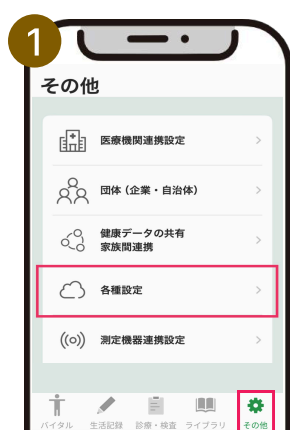 1
その他
医療機関連携設定
団体（企業・自治体）
健康データの共有
家族間連携
各種設定
測定機器連携設定
バイタル 生活記録 診療・検査 ライブラリ その他